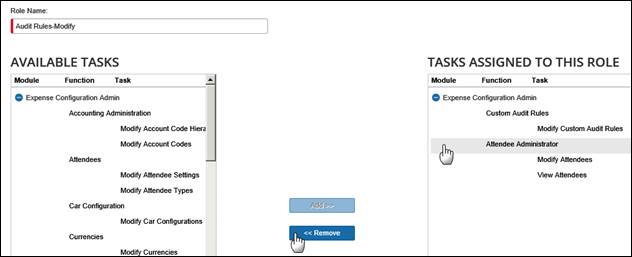 Role Name:
Audit Rules-Modify
AVAILABLE TASKS
Module Function Task
Expense Configuration Admin
Accounting Administration
Modify Account Code Hiera
Modify Account Codes
Attendees
Modify Attendee Settings
Modify Attendee Types
Car Configuration
Modify Car Configurations
Currencies
Modify Currencies
Add >>
<< Remove
TASKS ASSIGNED TO THIS ROLE
Module Function Task
Expense Configuration Admin
Custom Audit Rules
Modify Custom Audit Rules
Attendee Administrator
Modify Attendees
View Attendees